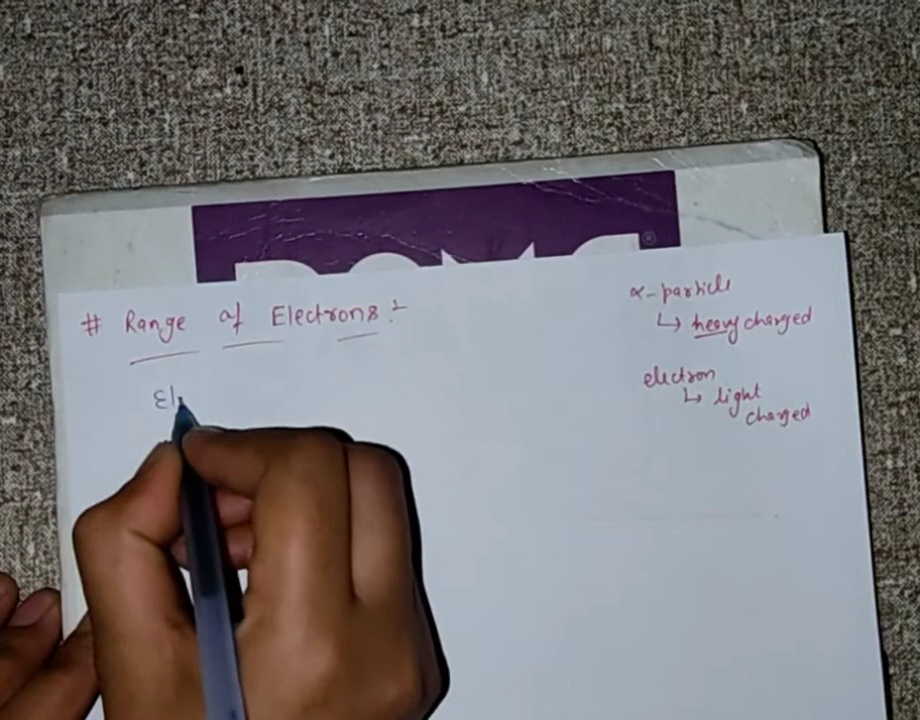 # Range of Electrons :-
El
α-particle
↳ heavy charged
electron
↳ light
charged
®